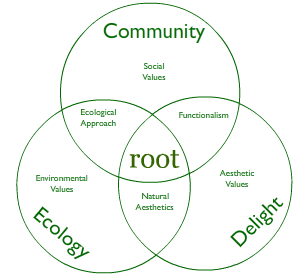 Community
Social
Values
Ecological
Approach
Functionalism
root
Environmental
Values
Aesthetic
Values
Natural
Aesthetics
Ecology
Delight